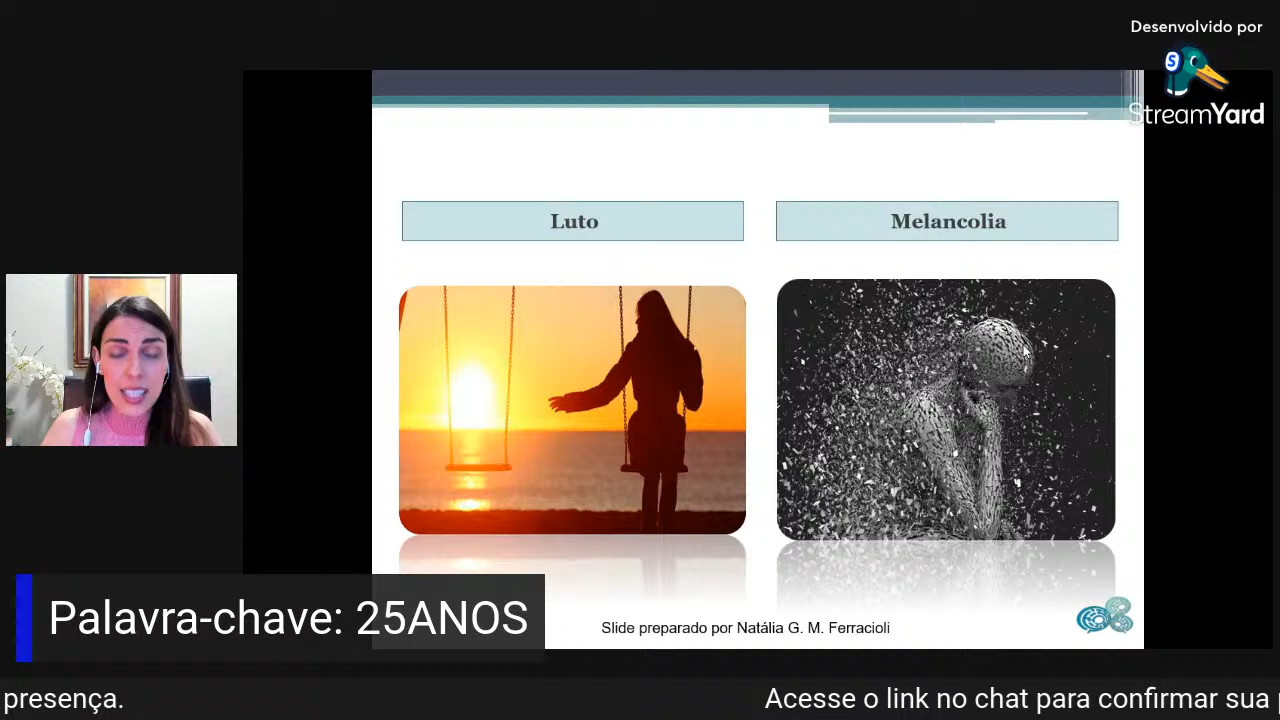 Desenvolvido por
StreamYard
Luto
Melancolia
Palavra-chave: 25ANOS
Slide preparado por Natália G. M. Ferracioli
presença.
Acesse o link no chat para confirmar sua